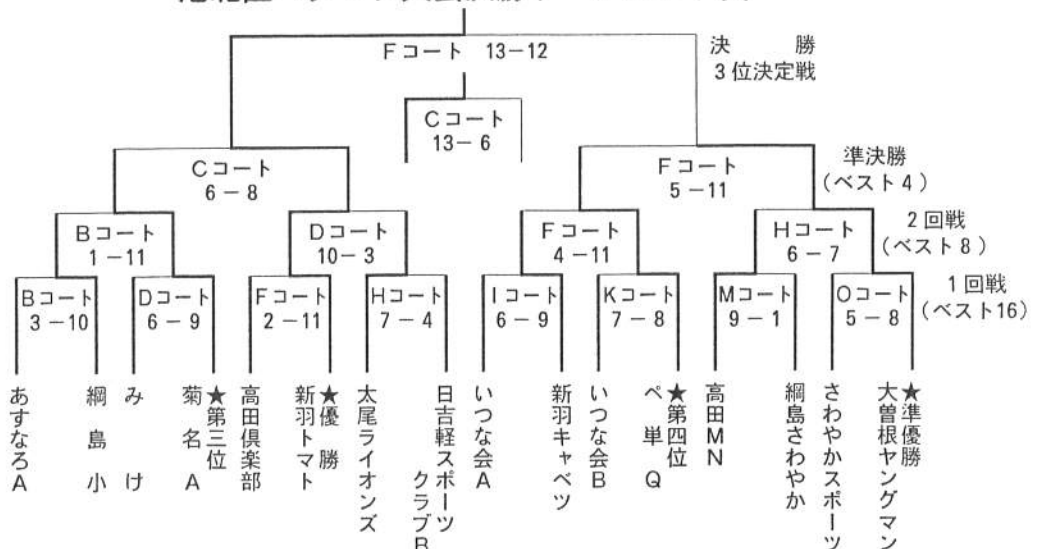 Fコート 13−12
決 勝
3位決定戦
Cコート
13−6
Cコート
6−8
Fコート
5−11
準決勝
(ベスト4)
Bコート
1−11
Dコート
10−3
Fコート
4−11
Hコート
6−7
2回戦
(ベスト8)
Bコート
3−10
Dコート
6−9
Fコート
2−11
Hコート
7−4
Iコート
6−9
Kコート
7−8
Mコート
9−1
Oコート
5−8
1回戦
(ベスト16)
あすなろA
綱島小
みけ
★第三位
菊名A
高田倶楽部
★優勝
新羽トマト
太尾ライオンズ
日吉軽スポーツ
クラブB
いつな会A
新羽キャベツ
いつな会B
★第四位
ペ単Q
高田MN
綱島さわやか
さわやかスポーツ
★準優勝
大曽根ヤングマン